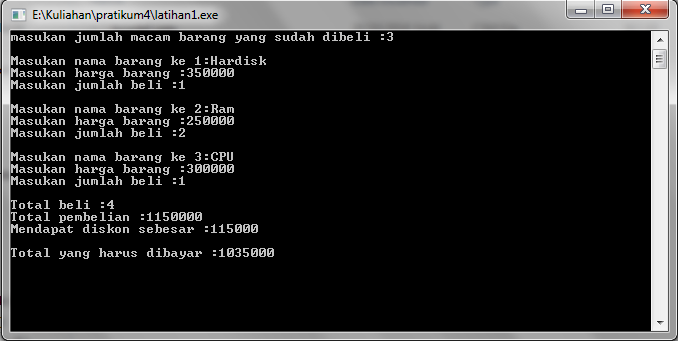 E:\Kuliahan\pratikum4\latihan1.exe
masukan jumlah macam barang yang sudah dibeli :3
Masukan nama barang ke 1:Hardisk
Masukan harga barang :350000
Masukan jumlah beli :1
Masukan nama barang ke 2:Ram
Masukan harga barang :250000
Masukan jumlah beli :2
Masukan nama barang ke 3:CPU
Masukan harga barang :300000
Masukan jumlah beli :1
Total beli :4
Total pembelian :1150000
Mendapat diskon sebesar :115000
Total yang harus dibayar :1035000